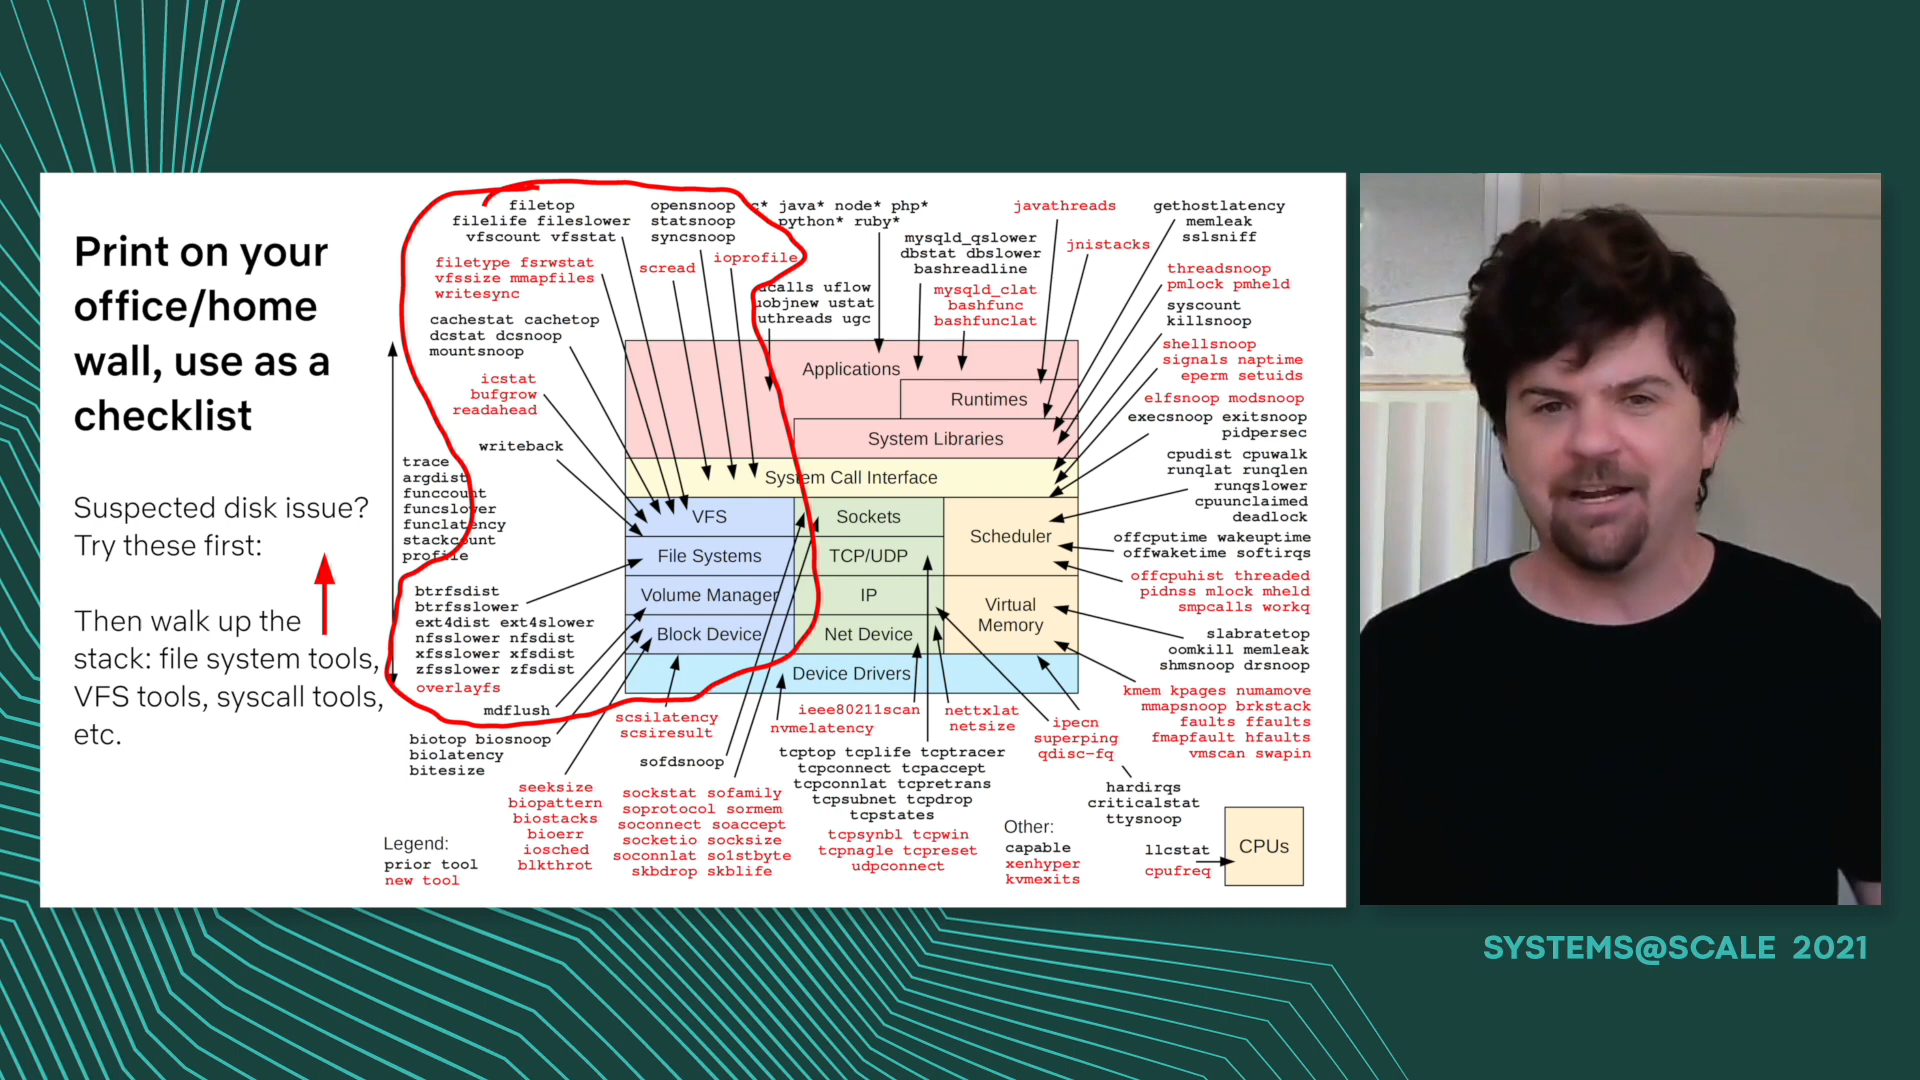 Print on your
office/home
wall, use as a
checklist
Suspected disk issue?
Try these first:
Then walk up the
stack: file system tools,
VFS tools, syscall tools,
etc.
filetop
filelife fileslower
vfscount vfsstat
filetype fsrwstat
vfssize mmapfiles
writesync
cachestat cachetop
dcstat dcsnoop
mountsnoop
icstat
bufgrow
readahead
writeback
trace
argdist
funccount
funcslower
funclatency
stackcount
profile
btrfsdist
btrfsslower
ext4dist ext4slower
nfsslower nfsdist
xfsslower xfsdist
zfsslower zfsdist
overlayfs
mdflush
biotop biosnoop
biolatency
bitesize
seeksize
biopattern
biostacks
bioerr
iosched
blkthrot
Legend:
prior tool
new tool
opensnoop
statsnoop
syncsnoop
scread
ioprofile
c* java* node* php*
python* ruby*
ucalls uflow
uobjnew ustat
uthreads ugc
mysqld_qslower
dbstat dbslower
bashreadline
mysqld_clat
bashfunc
bashfunclat
javathreads
jnistacks
gethostlatency
memleak
sslsniff
threadsnoop
pmlock pmheld
syscount
killsnoop
shellsnoop
signals naptime
eperm setuids
elfsnoop modsnoop
execsnoop exitsnoop
pidpersec
cpudist cpuwalk
runqlat runqlen
runqslower
cpuunclaimed
deadlock
offcputime wakeuptime
offwaketime softirqs
offcpuhist threaded
pidnss mlock mheld
smpcalls workq
slabratetop
oomkill memleak
shmsnoop drsnoop
kmem kpages numamove
mmapsnoop brkstack
faults ffaults
fmapfault hfaults
vmscan swapin
Applications
Runtimes
System Libraries
System Call Interface
VFS
Sockets
Scheduler
File Systems
TCP/UDP
Volume Manager
IP
Virtual
Memory
Block Device
Net Device
Device Drivers
scsilatency
scsiresult
nvmelatency
ieee80211scan
nettxlat
netsize
ipecn
superping
qdisc-fq
sofdsnoop
sockstat sofamily
soprotocol sormem
soconnect soaccept
socketio socksize
soconnlat so1stbyte
skbdrop skblife
tcptop tcplife tcptracer
tcpconnect tcpaccept
tcpconnlat tcpretrans
tcpsubnet tcpdrop
tcpstates
tcpsynbl tcpwin
tcpnagle tcpreset
udpconnect
hardirqs
criticalstat
ttysnoop
Other:
capable
xenhyper
kvmexits
llcstat
cpufreq
CPUs
SYSTEMS@SCALE 2021